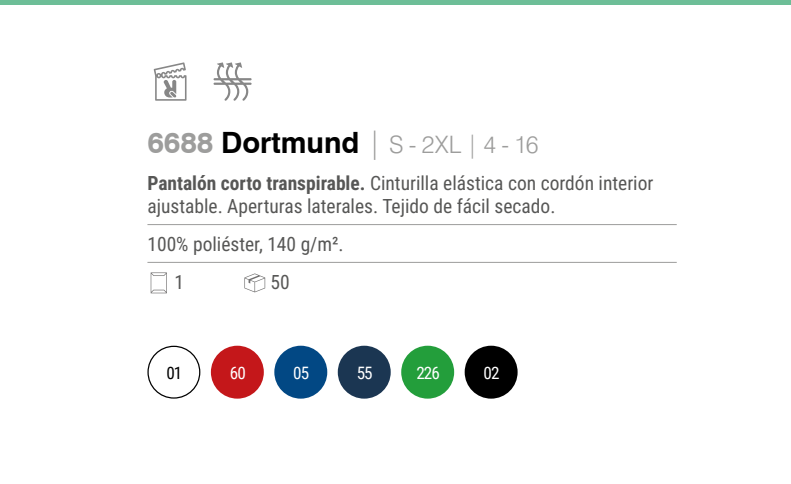 6688 Dortmund | S - 2XL | 4 - 16
Pantalón corto transpirable. Cinturilla elástica con cordón interior
ajustable. Aperturas laterales. Tejido de fácil secado.
100% poliéster, 140 g/m².
1 50
01 60 05 55 226 02